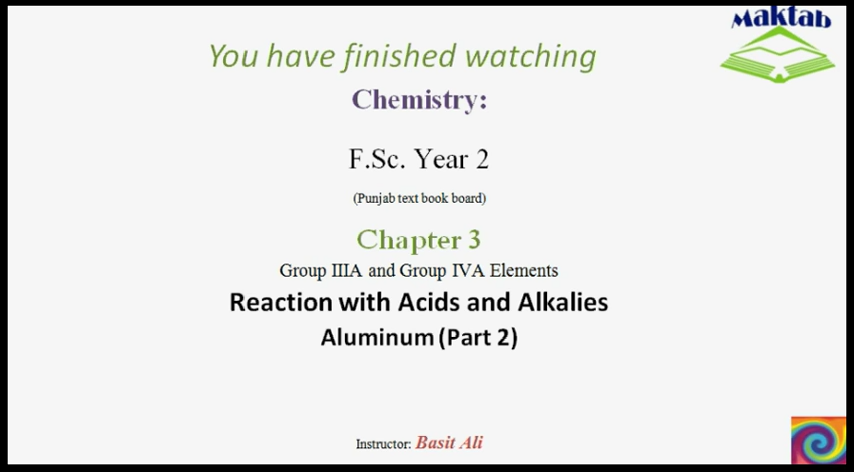 Maktab
You have finished watching
Chemistry:
F.Sc. Year 2
(Punjab text book board)
Chapter 3
Group IIIA and Group IVA Elements
Reaction with Acids and Alkalies
Aluminum (Part 2)
Instructor: Basit Ali